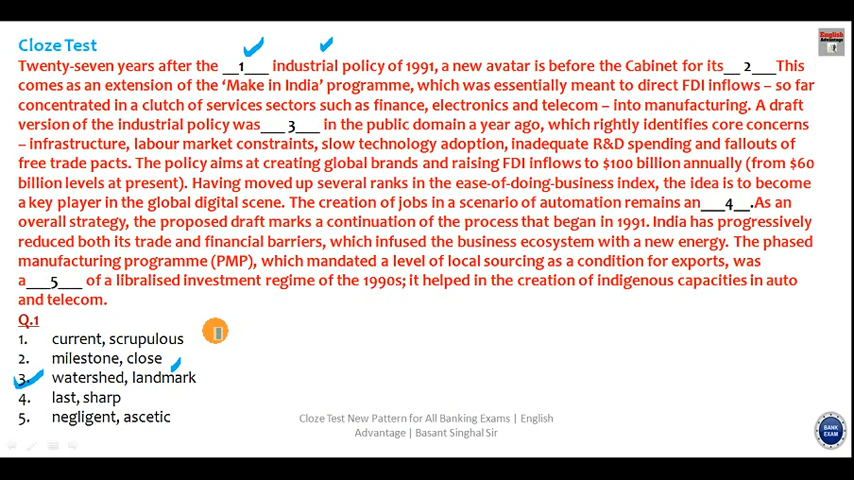 Cloze Test
English
Advantage
Twenty-seven years after the __1___ industrial policy of 1991, a new avatar is before the Cabinet for its__ 2___This
comes as an extension of the ‘Make in India’ programme, which was essentially meant to direct FDI inflows – so far
concentrated in a clutch of services sectors such as finance, electronics and telecom – into manufacturing. A draft
version of the industrial policy was___ 3___ in the public domain a year ago, which rightly identifies core concerns
– infrastructure, labour market constraints, slow technology adoption, inadequate R&D spending and fallouts of
free trade pacts. The policy aims at creating global brands and raising FDI inflows to $100 billion annually (from $60
billion levels at present). Having moved up several ranks in the ease-of-doing-business index, the idea is to become
a key player in the global digital scene. The creation of jobs in a scenario of automation remains an___4__.As an
overall strategy, the proposed draft marks a continuation of the process that began in 1991. India has progressively
reduced both its trade and financial barriers, which infused the business ecosystem with a new energy. The phased
manufacturing programme (PMP), which mandated a level of local sourcing as a condition for exports, was
a___5___ of a libralised investment regime of the 1990s; it helped in the creation of indigenous capacities in auto
and telecom.
Q.1
1. current, scrupulous
2. milestone, close
3. watershed, landmark
4. last, sharp
5. negligent, ascetic
Cloze Test New Pattern for All Banking Exams | English
Advantage | Basant Singhal Sir
BANK
EXAM